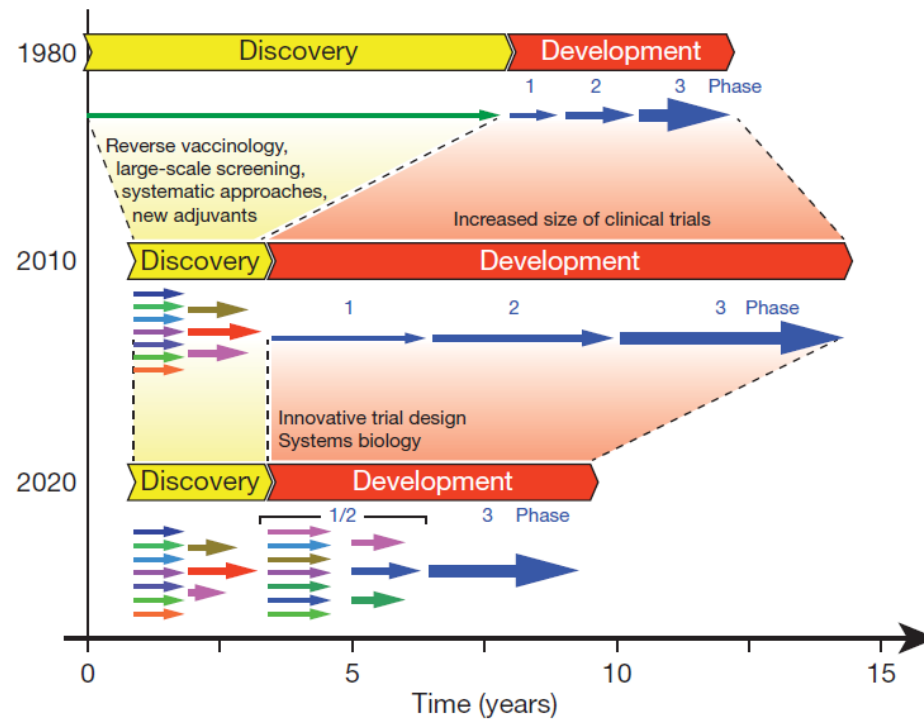 1980
Discovery
Development
1 2 3 Phase
Reverse vaccinology,
large-scale screening,
systematic approaches,
new adjuvants
Increased size of clinical trials
2010
Discovery
Development
1 2 3 Phase
Innovative trial design
Systems biology
2020
Discovery
Development
1/2 3 Phase
0 5 10 15
Time (years)